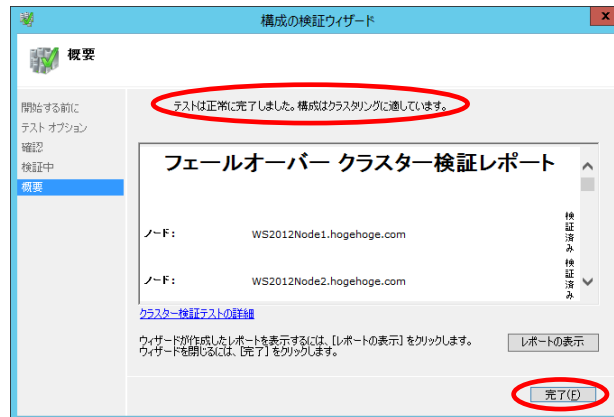 構成の検証ウィザード
x
概要
開始する前に
テスト オプション
確認
検証中
概要
テストは正常に完了しました。構成はクラスタリングに適しています。
フェールオーバー クラスター検証レポート
ノード: WS2012Node1.hogehoge.com 検証済み
ノード: WS2012Node2.hogehoge.com 検証済み
クラスター検証テストの詳細
ウィザードが作成したレポートを表示するには、[レポートの表示] をクリックします。
ウィザードを閉じるには、[完了] をクリックします。
レポートの表示
完了(F)